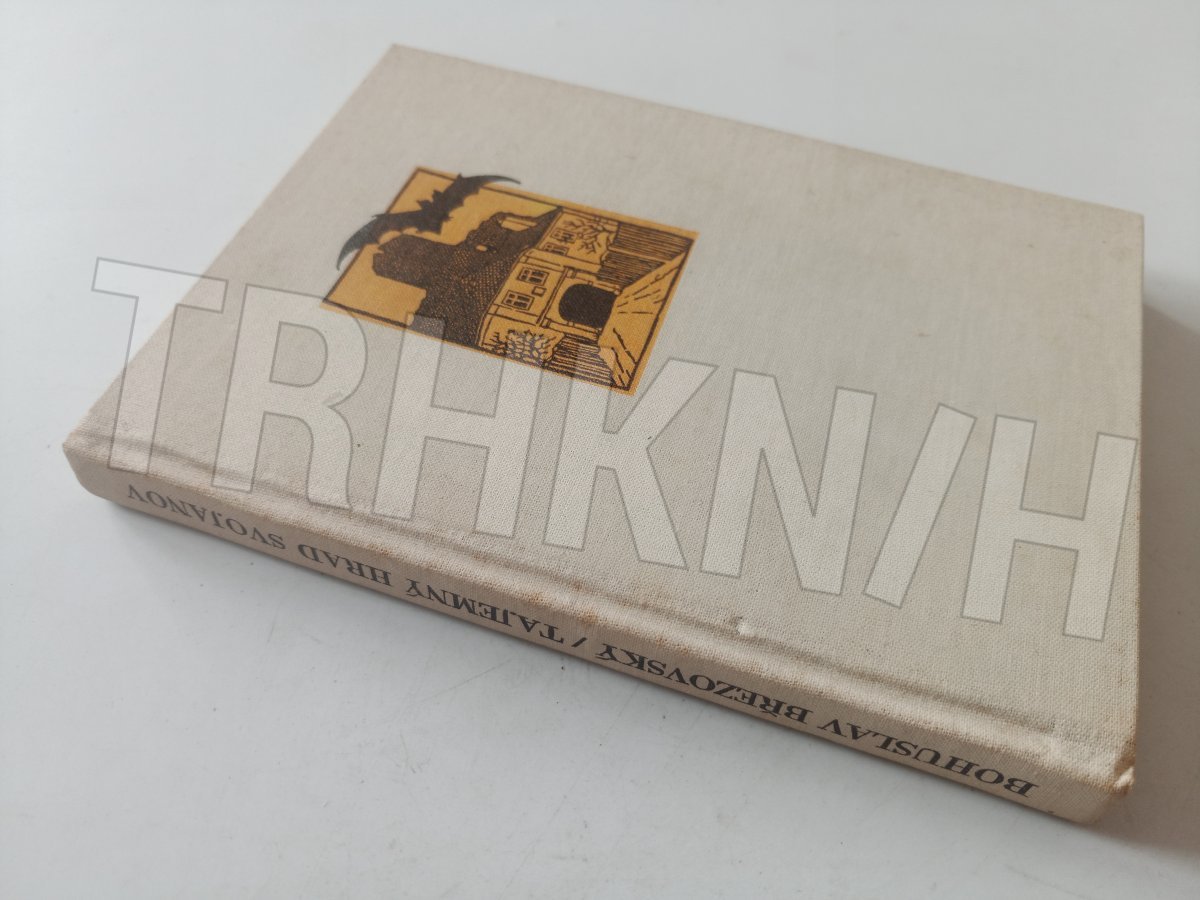 TRHKNIH
BOHUSLAV BŘEZOVSKÝ / TAJEMNÝ HRAD SVOJANOV